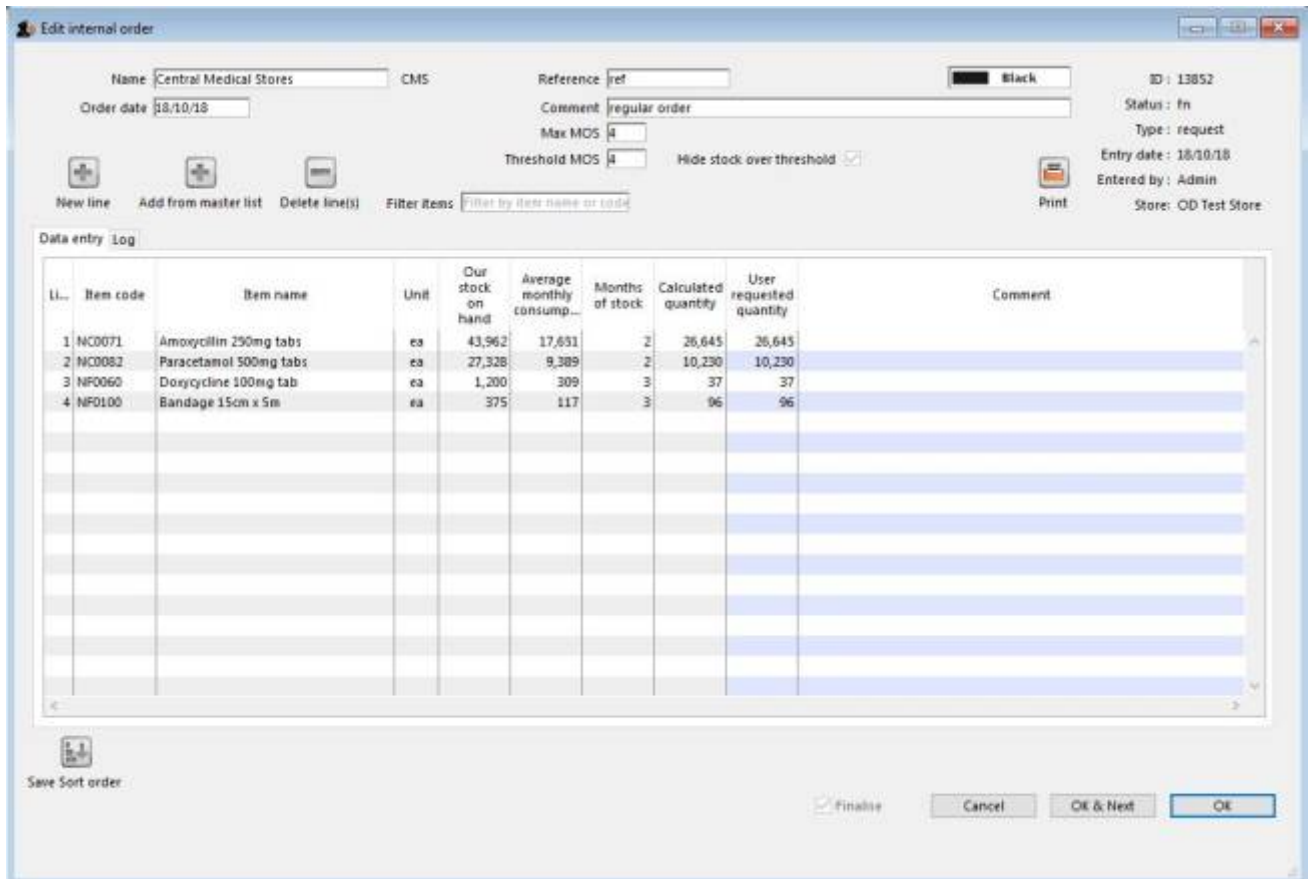 Edit internal order
Name Central Medical Stores CMS Reference ref Black ID : 13852
Order date 18/10/18 Comment regular order Status : fn
Max MOS 4 Type : request
Threshold MOS 4 Hide stock over threshold Entry date : 18/10/18
Entered by : Admin
New line Add from master list Delete line(s) Filter items Filter by item name or code Print Store: OD Test Store
Data entry Log
Li... Item code Item name Unit Our stock on hand Average monthly consump... Months of stock Calculated quantity User requested quantity Comment
1 NC0071 Amoxycillin 250mg tabs ea 43,962 17,651 2 26,645 26,645
2 NC0082 Paracetamol 500mg tabs ea 27,328 9,389 2 10,230 10,230
3 NF0060 Doxycycline 100mg tab ea 1,200 309 3 37 37
4 NF0100 Bandage 15cm x 5m ea 375 117 3 96 96
Save Sort order
Finalise Cancel OK & Next OK